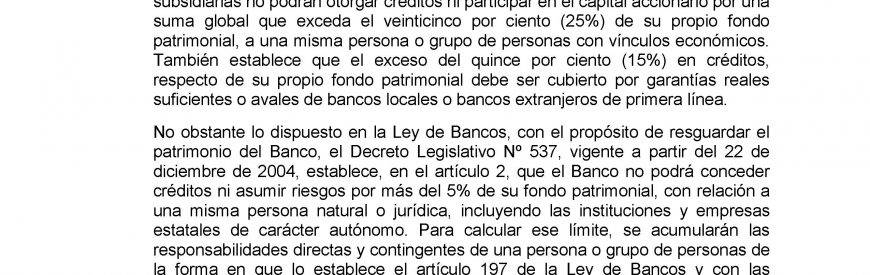 subsidiarias no podrán otorgar créditos ni participar en el capital accionario por una
suma global que exceda el veinticinco por ciento (25%) de su propio fondo
patrimonial, a una misma persona o grupo de personas con vínculos económicos.
También establece que el exceso del quince por ciento (15%) en créditos,
respecto de su propio fondo patrimonial debe ser cubierto por garantías reales
suficientes o avales de bancos locales o bancos extranjeros de primera línea.
No obstante lo dispuesto en la Ley de Bancos, con el propósito de resguardar el
patrimonio del Banco, el Decreto Legislativo Nº 537, vigente a partir del 22 de
diciembre de 2004, establece, en el artículo 2, que el Banco no podrá conceder
créditos ni asumir riesgos por más del 5% de su fondo patrimonial, con relación a
una misma persona natural o jurídica, incluyendo las instituciones y empresas
estatales de carácter autónomo. Para calcular ese límite, se acumularán las
responsabilidades directas y contingentes de una persona o grupo de personas de
la forma en que lo establece el artículo 197 de la Ley de Bancos y con las